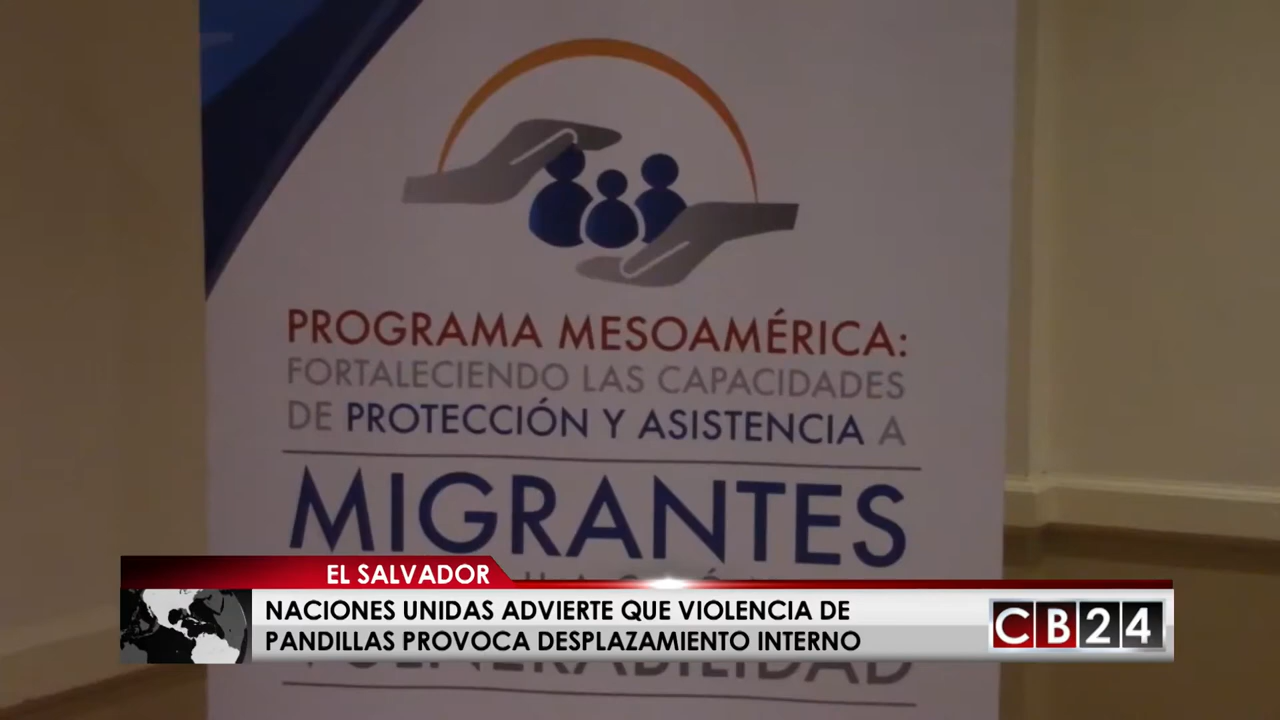 PROGRAMA MESOAMÉRICA:
FORTALECIENDO LAS CAPACIDADES
DE PROTECCIÓN Y ASISTENCIA A
MIGRANTES
EL SALVADOR
NACIONES UNIDAS ADVIERTE QUE VIOLENCIA DE
PANDILLAS PROVOCA DESPLAZAMIENTO INTERNO
CB24
VULNERABILIDAD